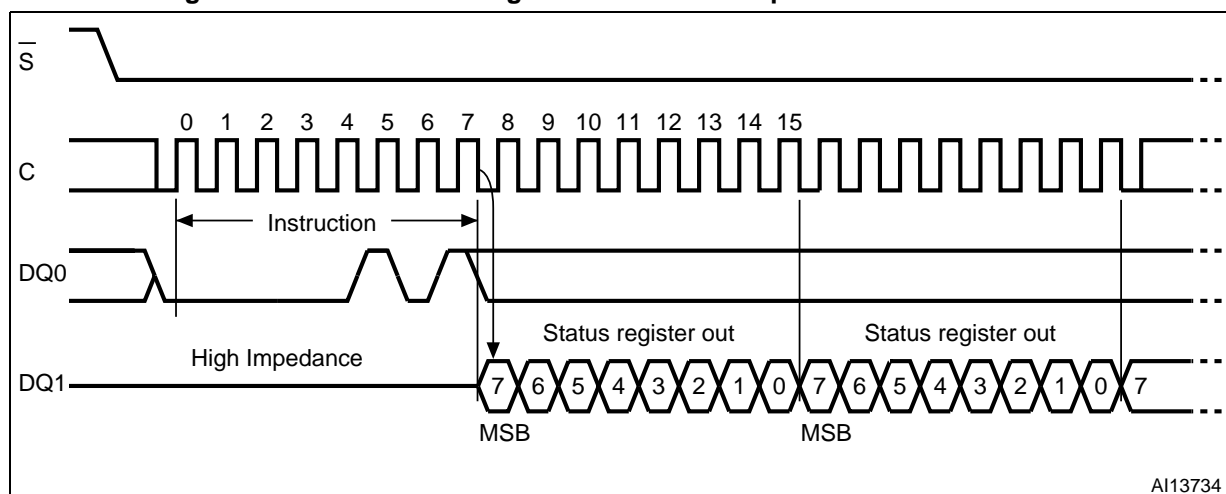 S
0 1 2 3 4 5 6 7 8 9 10 11 12 13 14 15
C
Instruction
DQ0
Status register out Status register out
High Impedance
DQ1
7 6 5 4 3 2 1 0 7 6 5 4 3 2 1 0 7
MSB MSB
AI13734